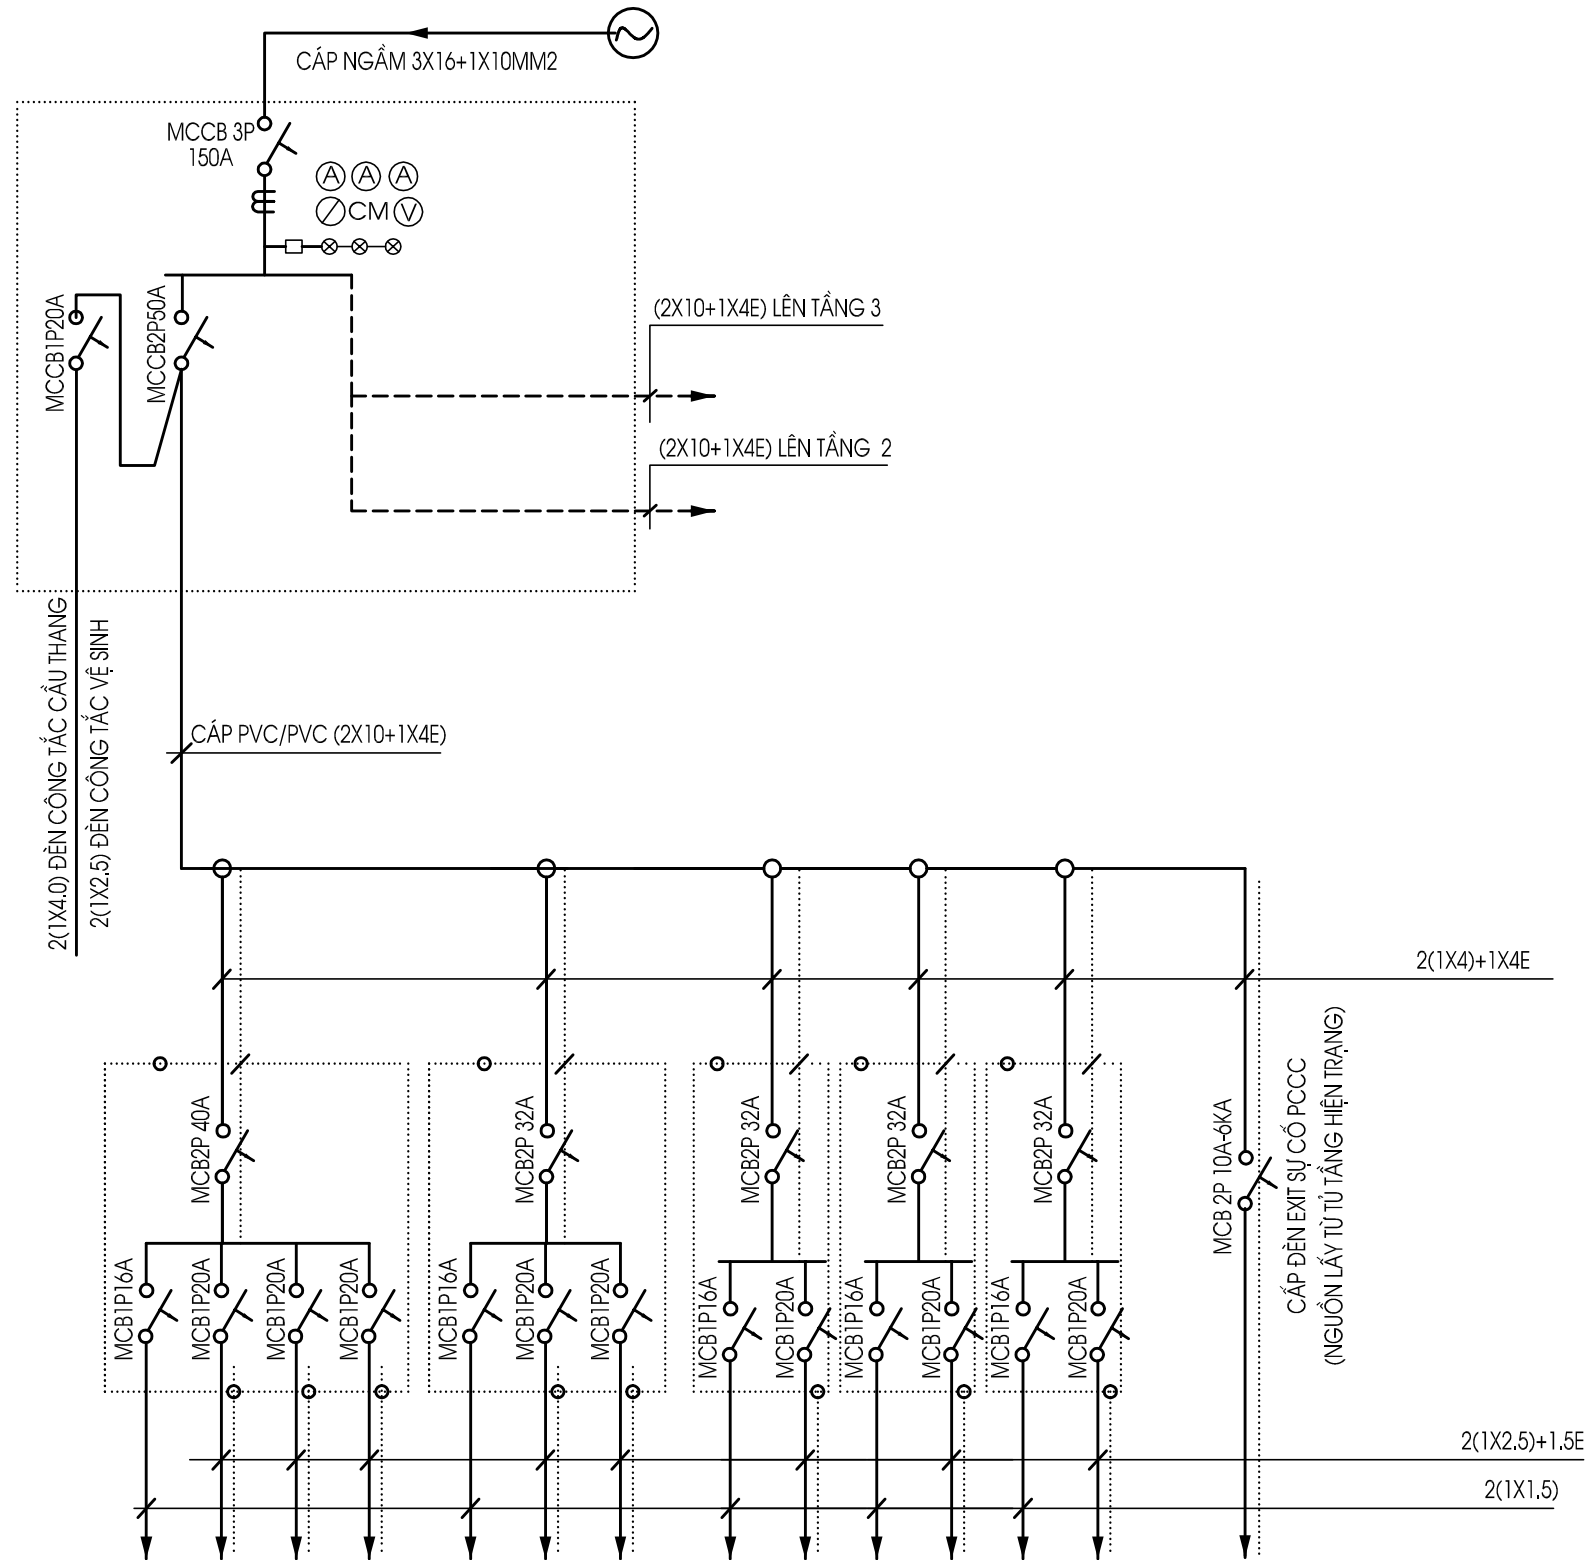 CÁP NGẦM 3X16+1X10MM2
MCCB 3P
150A
A A A
CM V
MCCB1P20A
MCCB2P50A
(2X10+1X4E) LÊN TẦNG 3
(2X10+1X4E) LÊN TẦNG 2
2(1X4.0) ĐÈN CÔNG TẮC CẦU THANG
2(1X2.5) ĐÈN CÔNG TẮC VỆ SINH
CÁP PVC/PVC (2X10+1X4E)
2(1X4)+1X4E
MCB2P 40A
MCB2P 32A
MCB2P 32A
MCB2P 32A
MCB2P 32A
MCB 2P 10A-6KA
CẤP ĐÈN EXIT SỰ CỐ PCCC
(NGUỒN LẤY TỪ TỦ TẦNG HIỆN TRẠNG)
MCB1P16A
MCB1P20A
MCB1P20A
MCB1P20A
MCB1P16A
MCB1P20A
MCB1P20A
MCB1P16A
MCB1P20A
MCB1P16A
MCB1P20A
MCB1P16A
MCB1P20A
2(1X2.5)+1.5E
2(1X1.5)